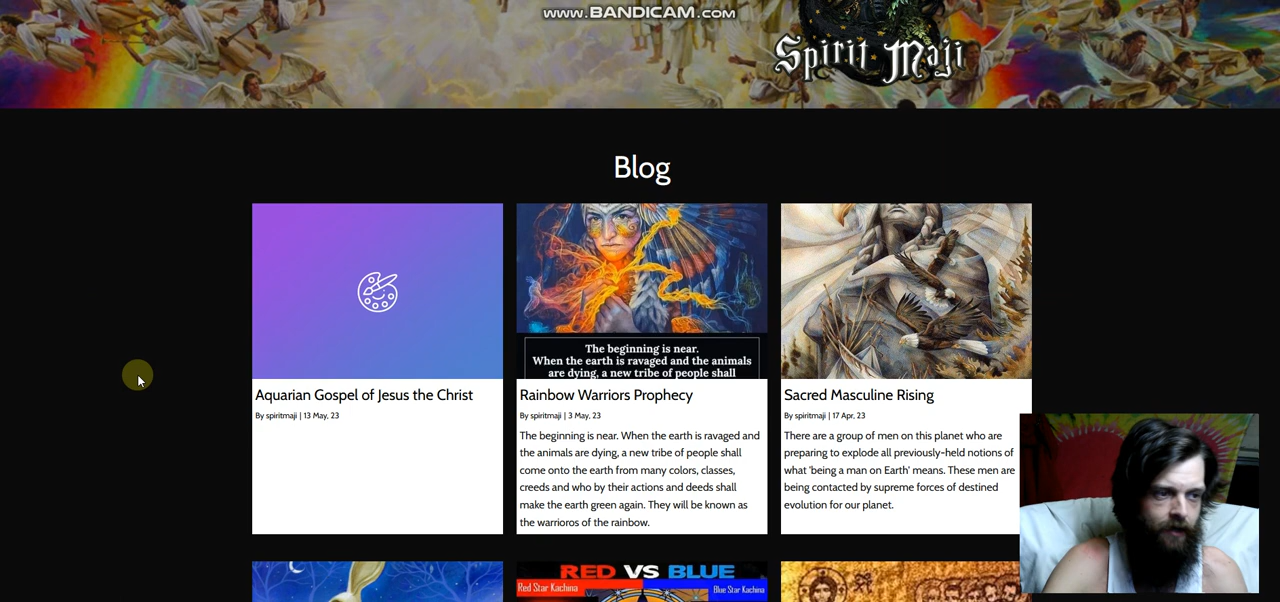 www.BANDICAM.com
Spirit Maji
Blog
The beginning is near.
When the earth is ravaged and the animals
are dying, a new tribe of people shall
Aquarian Gospel of Jesus the Christ
By spiritmaji | 13 May, 23
Rainbow Warriors Prophecy
By spiritmaji | 3 May, 23
The beginning is near. When the earth is ravaged and
the animals are dying, a new tribe of people shall
come onto the earth from many colors, classes,
creeds and who by their actions and deeds shall
make the earth green again. They will be known as
the warrioros of the rainbow.
Sacred Masculine Rising
By spiritmaji | 17 Apr, 23
There are a group of men on this planet who are
preparing to explode all previously-held notions of
what 'being a man on Earth' means. These men are
being contacted by supreme forces of destined
evolution for our planet.
RED VS BLUE
Red Star Kachina
Blue Star Kachina